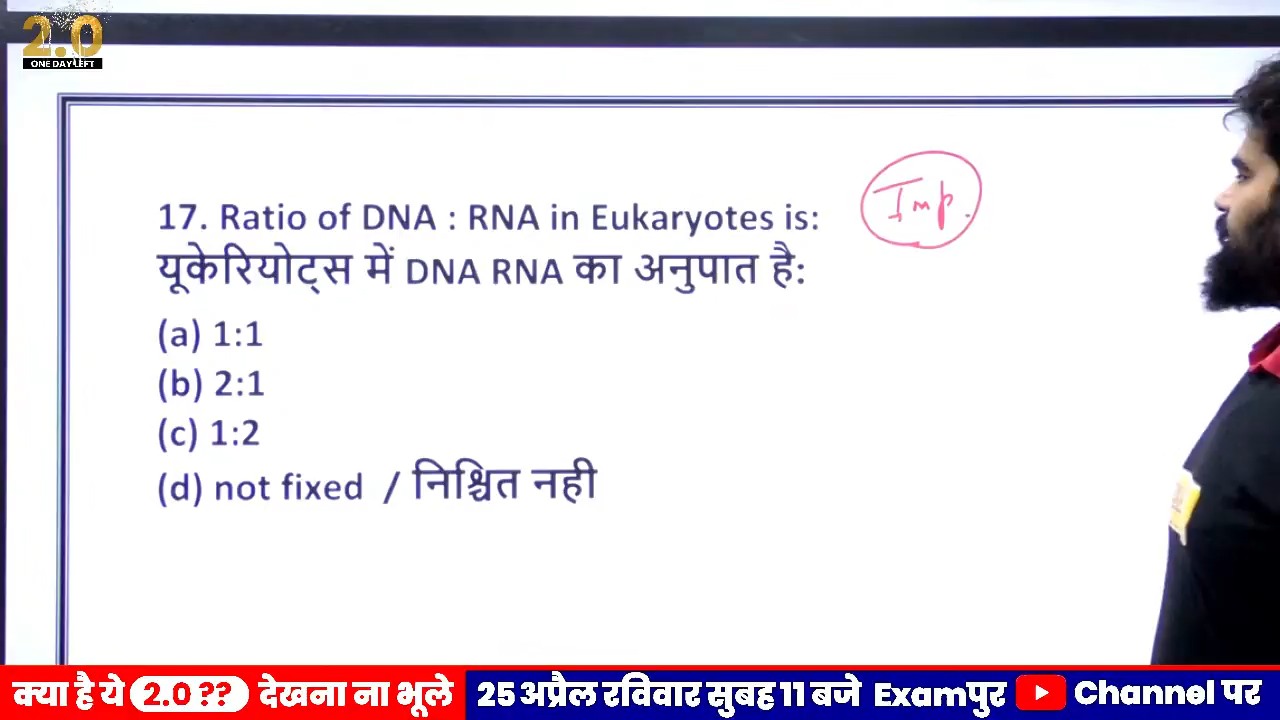 2.0
ONE DAY LEFT
Imp.
17. Ratio of DNA : RNA in Eukaryotes is:
यूकेरियोट्स में DNA RNA का अनुपात है:
(a) 1:1
(b) 2:1
(c) 1:2
(d) not fixed / निश्चित नही
क्या है ये 2.0 ?? देखना ना भूले 25 अप्रैल रविवार सुबह 11 बजे Examपुर Channel पर